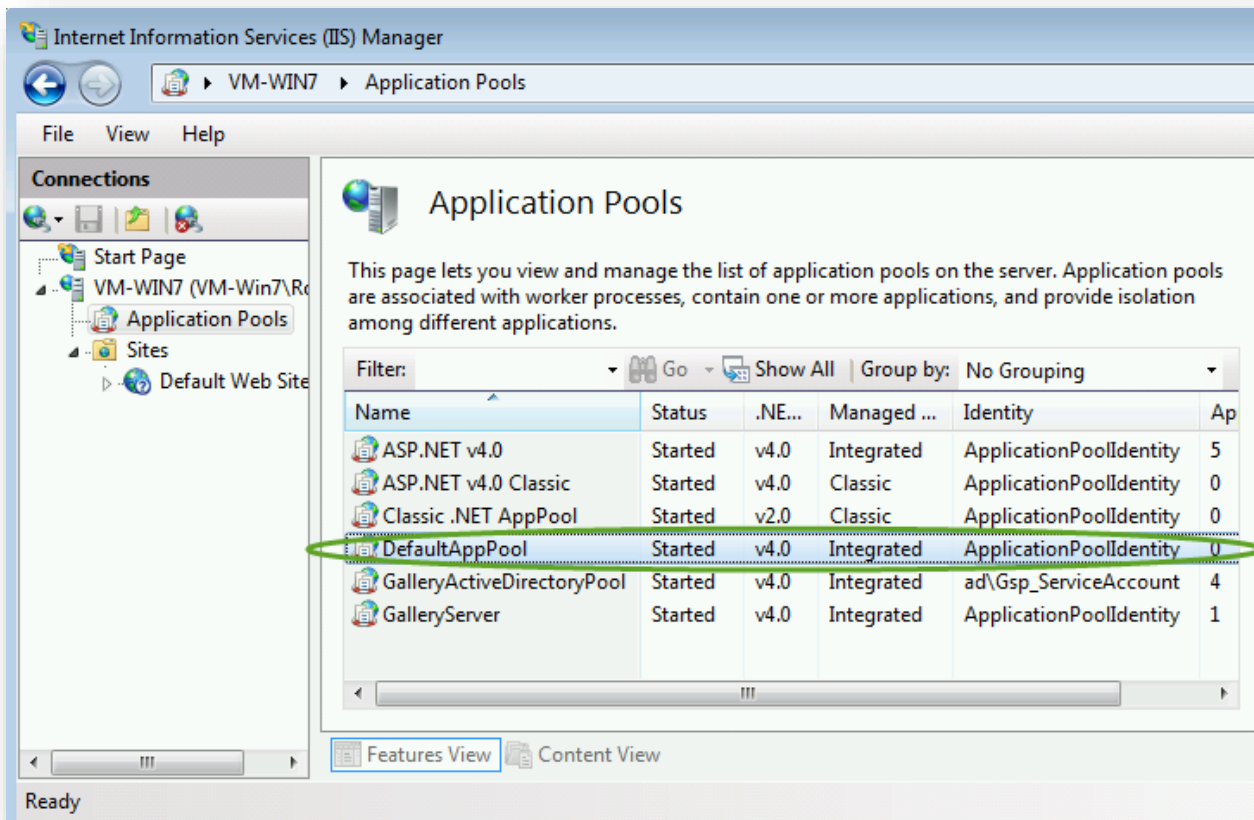 Internet Information Services (IIS) Manager
VM-WIN7 Application Pools
File View Help
Connections
Start Page
VM-WIN7 (VM-Win7\Ro
Application Pools
Sites
Default Web Site
Application Pools
This page lets you view and manage the list of application pools on the server. Application pools
are associated with worker processes, contain one or more applications, and provide isolation
among different applications.
Filter: Go Show All Group by: No Grouping
Name Status .NE... Managed ... Identity Ap
ASP.NET v4.0 Started v4.0 Integrated ApplicationPoolIdentity 5
ASP.NET v4.0 Classic Started v4.0 Classic ApplicationPoolIdentity 0
Classic .NET AppPool Started v2.0 Classic ApplicationPoolIdentity 0
DefaultAppPool Started v4.0 Integrated ApplicationPoolIdentity 0
GalleryActiveDirectoryPool Started v4.0 Integrated ad\Gsp_ServiceAccount 4
GalleryServer Started v4.0 Integrated ApplicationPoolIdentity 1
Features View Content View
Ready